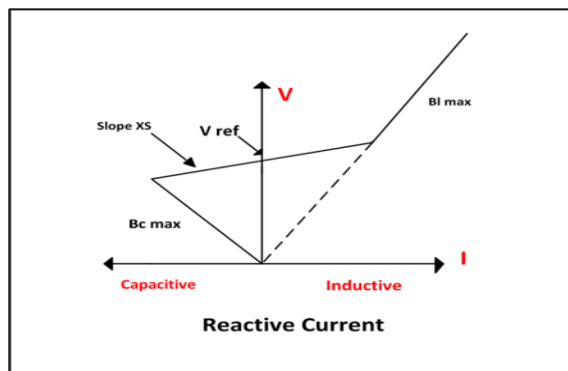 V
Bl max
Slope XS
V ref
Bc max
I
Capacitive
Inductive
Reactive Current